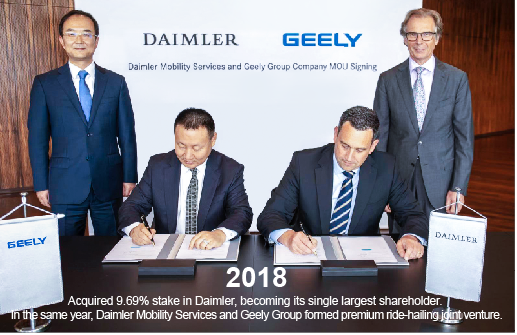 DAIMLER GEELY
Daimler Mobility Services and Geely Group Company MOU Signing
GEELY
DAIMLER
2018
Acquired 9.69% stake in Daimler, becoming its single largest shareholder.
In the same year, Daimler Mobility Services and Geely Group formed premium ride-hailing joint venture.